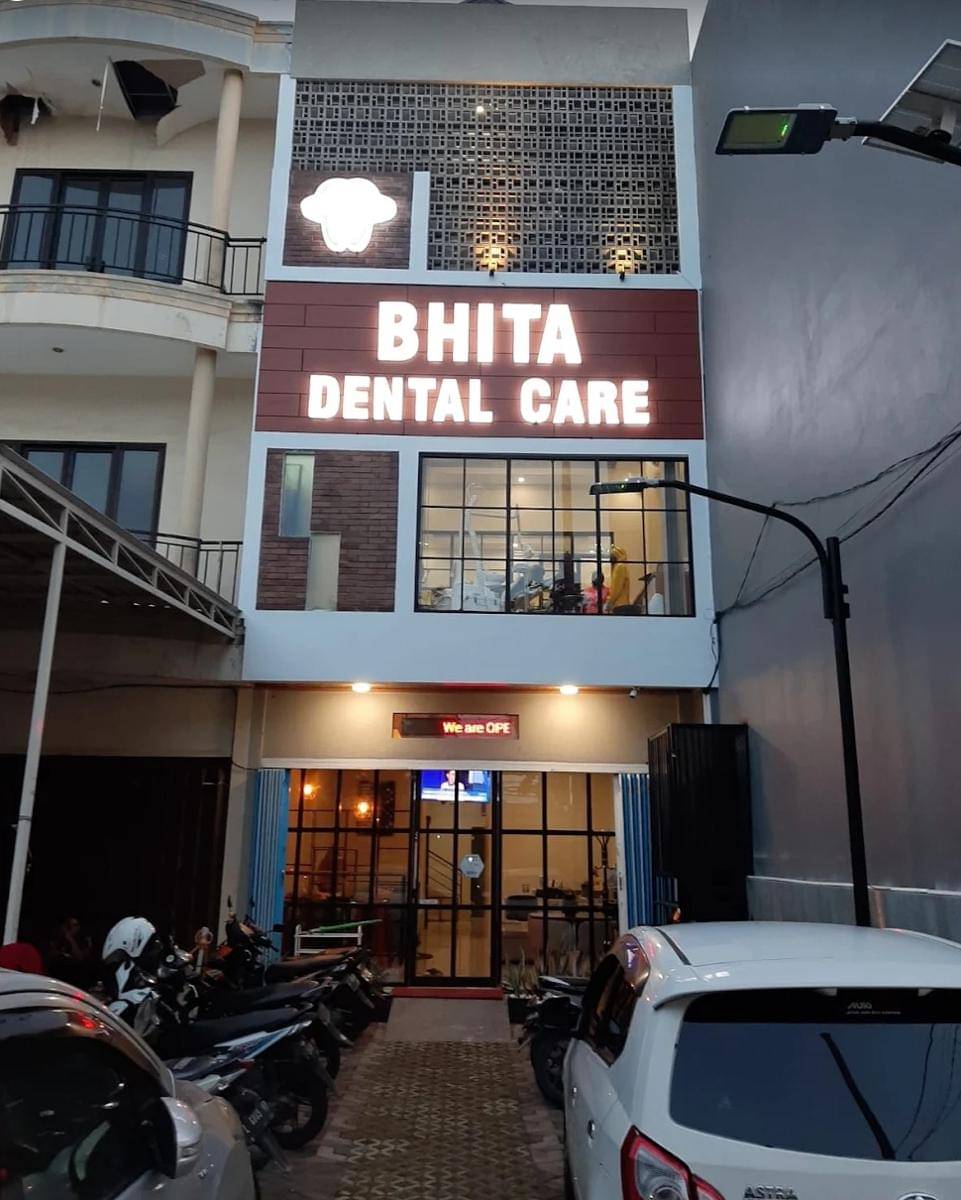 BHITA
DENTAL CARE
We are OPE
ASTRA